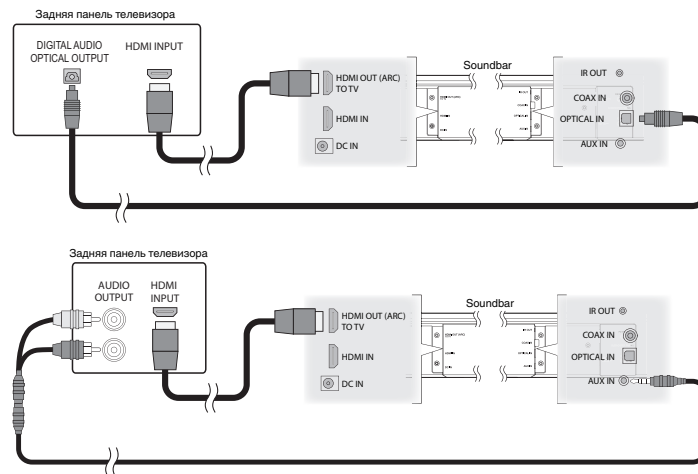 Задняя панель телевизора
DIGITAL AUDIO
OPTICAL OUTPUT
HDMI INPUT
HDMI OUT (ARC)
TO TV
HDMI IN
DC IN
Soundbar
IR OUT
COAX IN
OPTICAL IN
AUX IN
Задняя панель телевизора
AUDIO
OUTPUT
HDMI
INPUT
HDMI OUT (ARC)
TO TV
HDMI IN
DC IN
Soundbar
IR OUT
COAX IN
OPTICAL IN
AUX IN